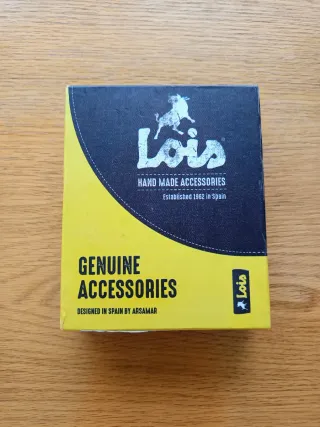 Lois
HAND MADE ACCESSORIES
Established 1962 in Spain
GENUINE
ACCESSORIES
Lois
DESIGNED IN SPAIN BY ARSAMAR